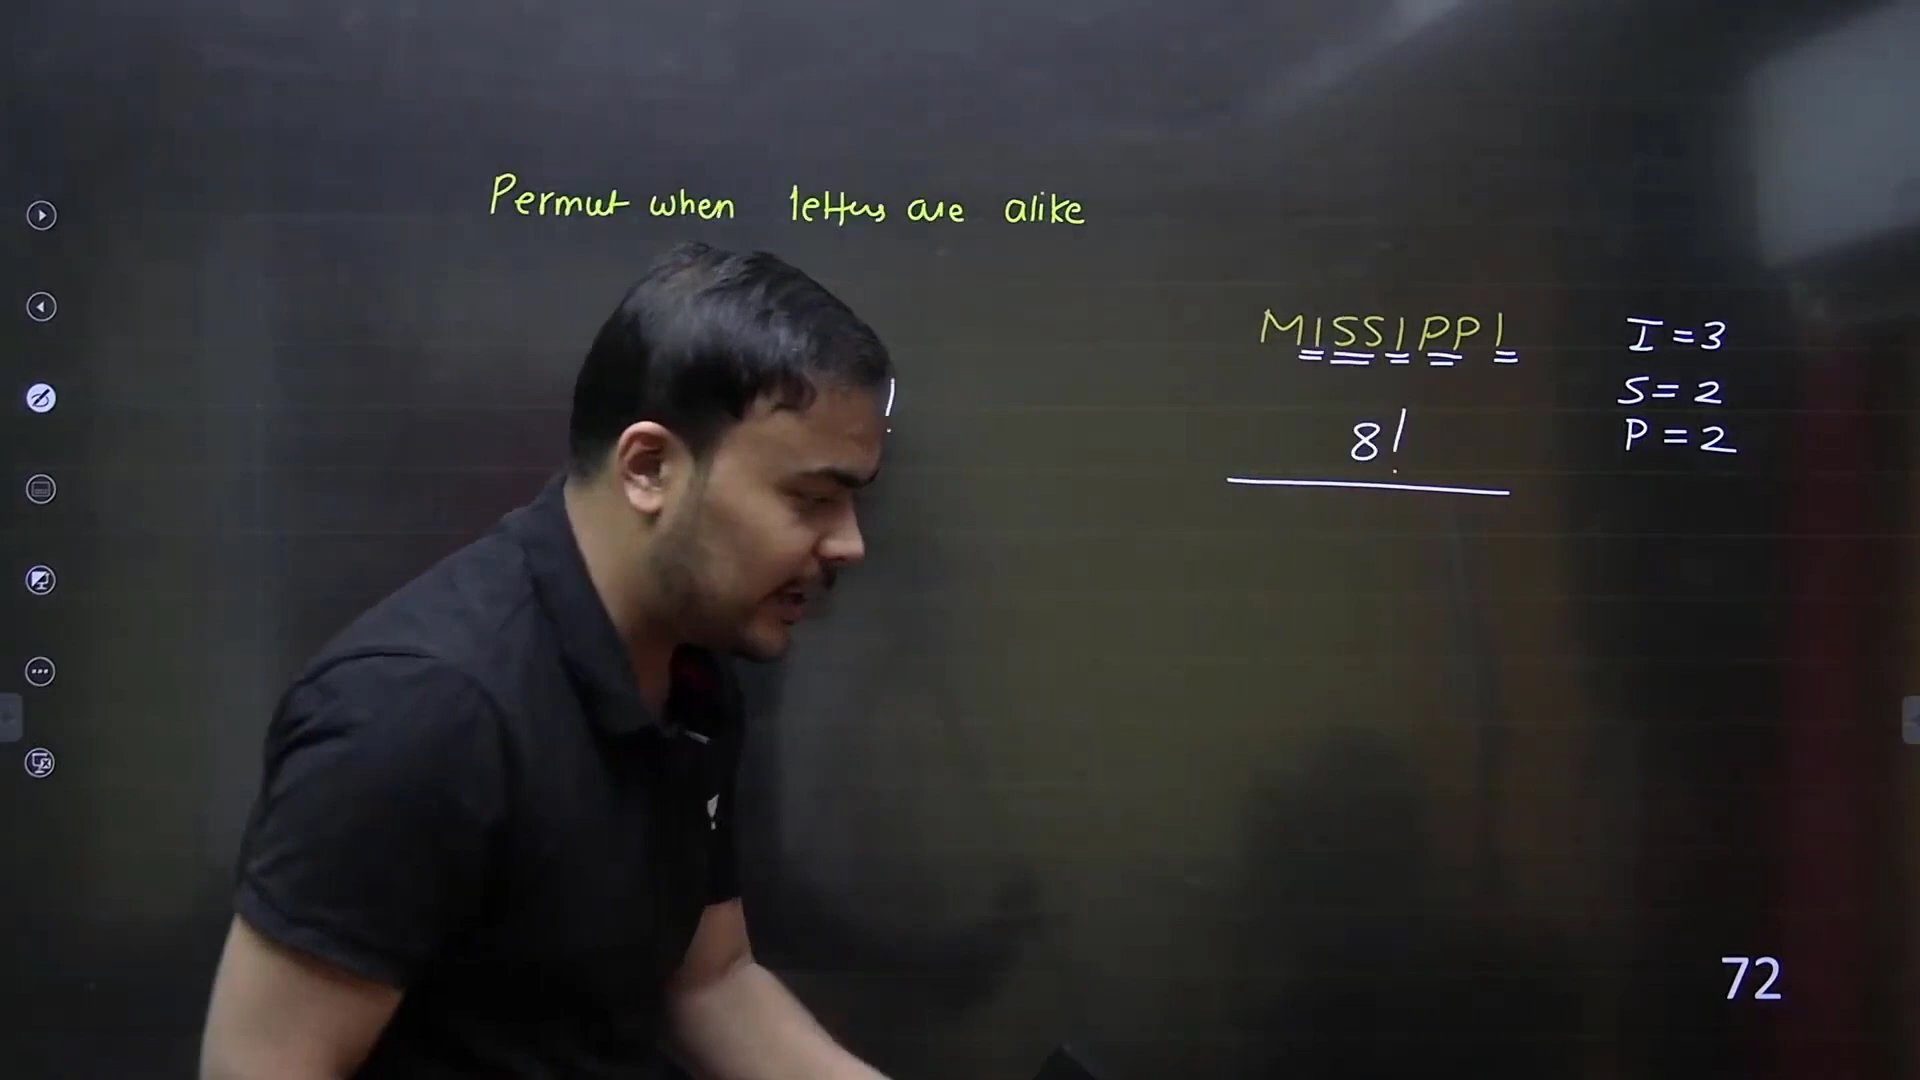 Permut when letters are alike
MISSIPPI
I = 3
S = 2
!
8!
P = 2
72